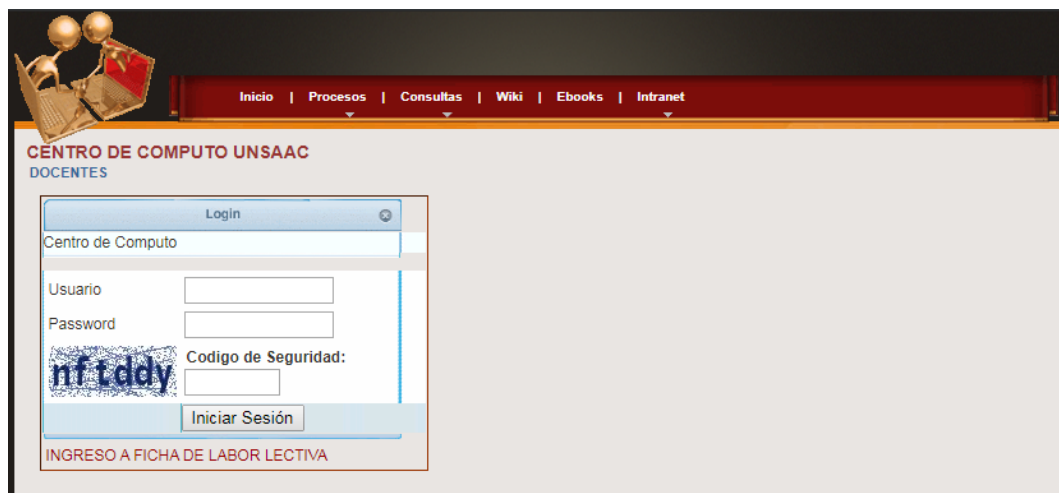 Inicio | Procesos | Consultas | Wiki | Ebooks | Intranet
CENTRO DE COMPUTO UNSAAC
DOCENTES
Login
Centro de Computo
Usuario
Password
nftddy
Codigo de Seguridad:
Iniciar Sesión
INGRESO A FICHA DE LABOR LECTIVA